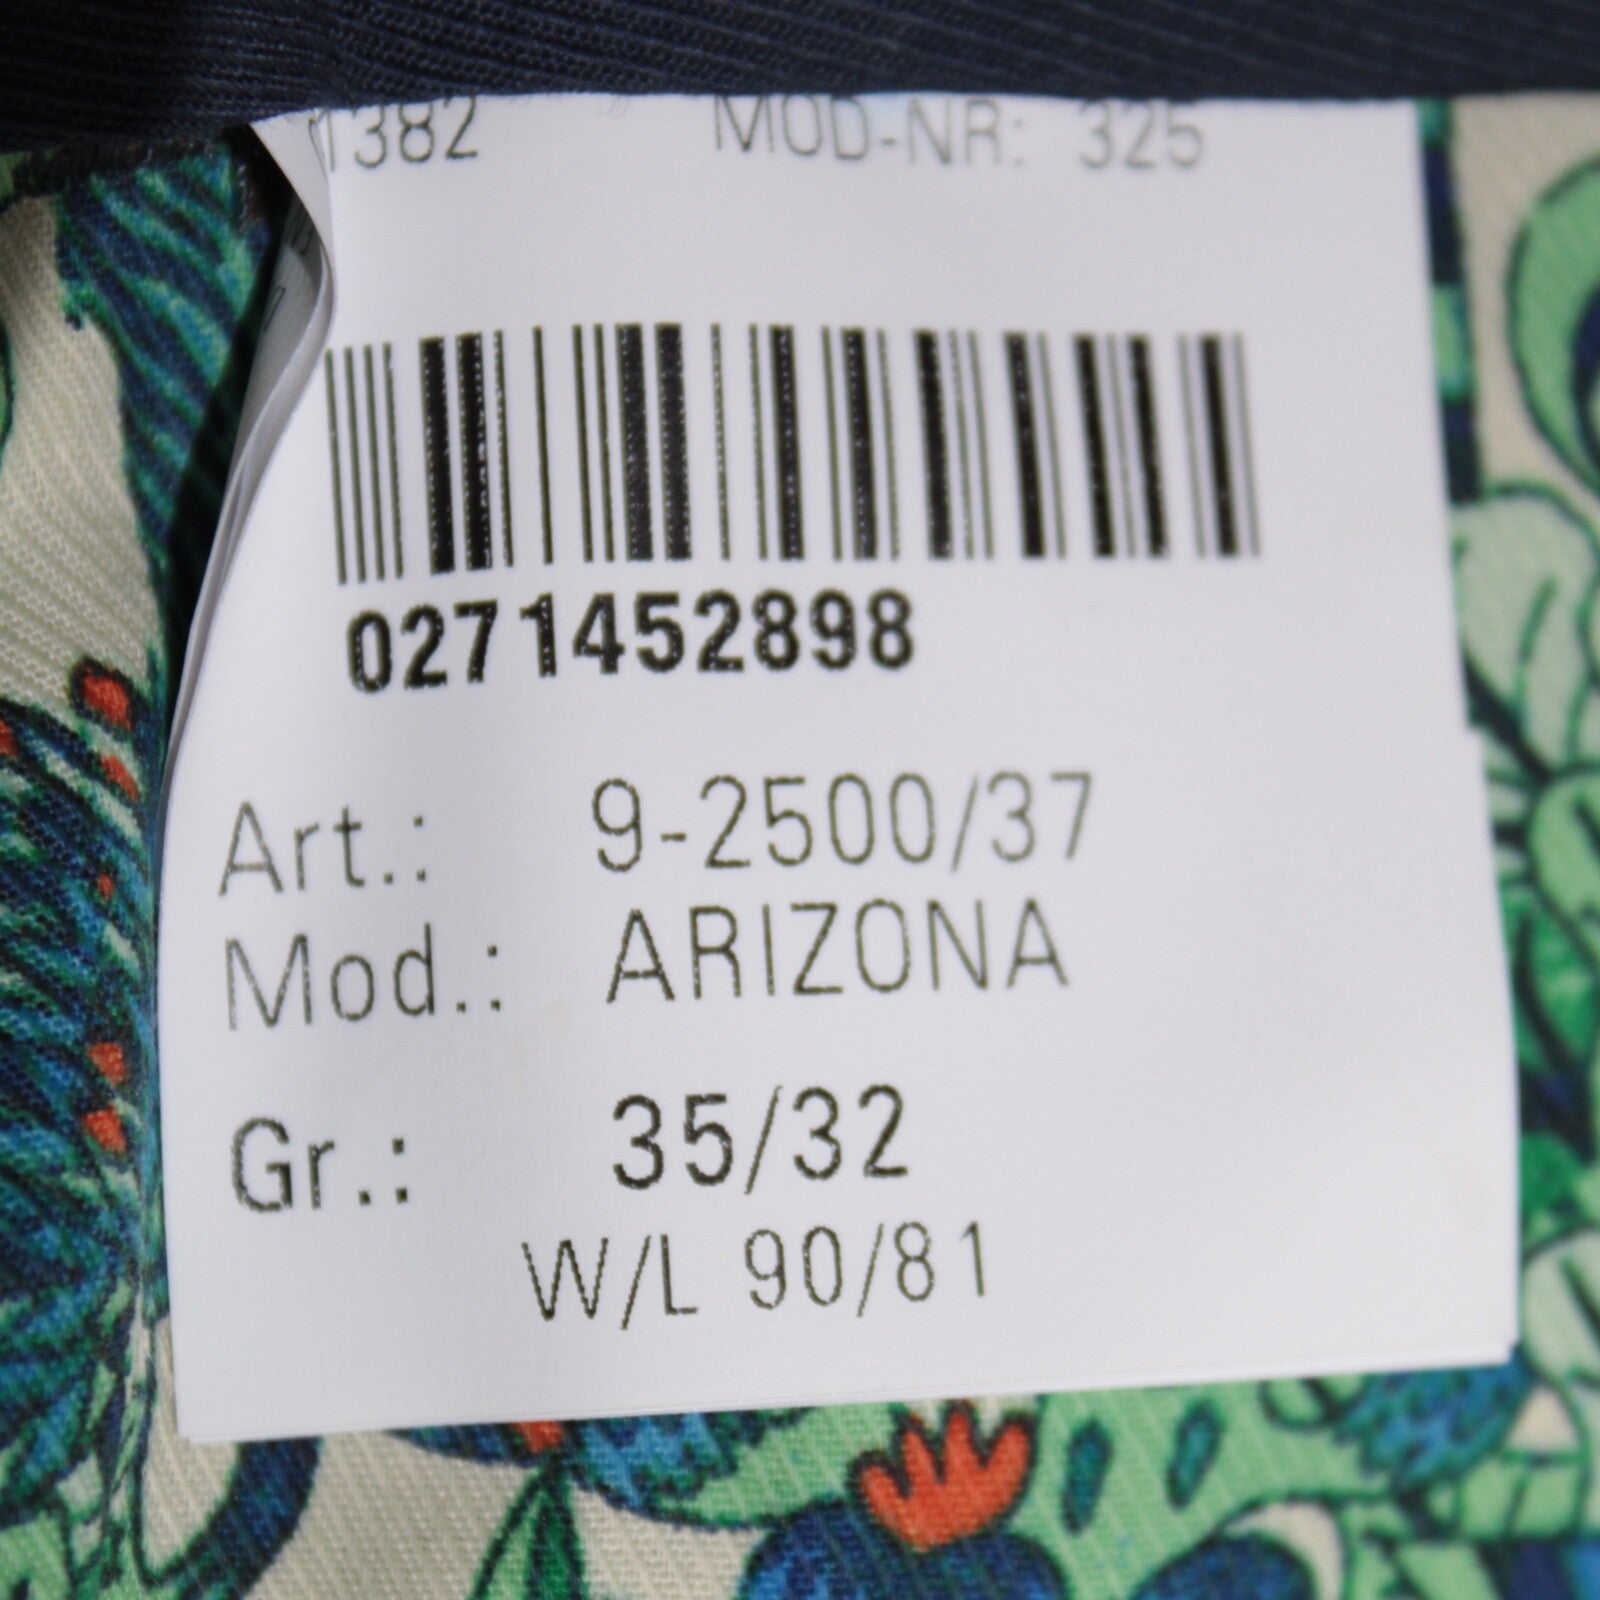 1382 MOD-NR: 325
0271452898
Art.: 9-2500/37
Mod.: ARIZONA
Gr.: 35/32
W/L 90/81